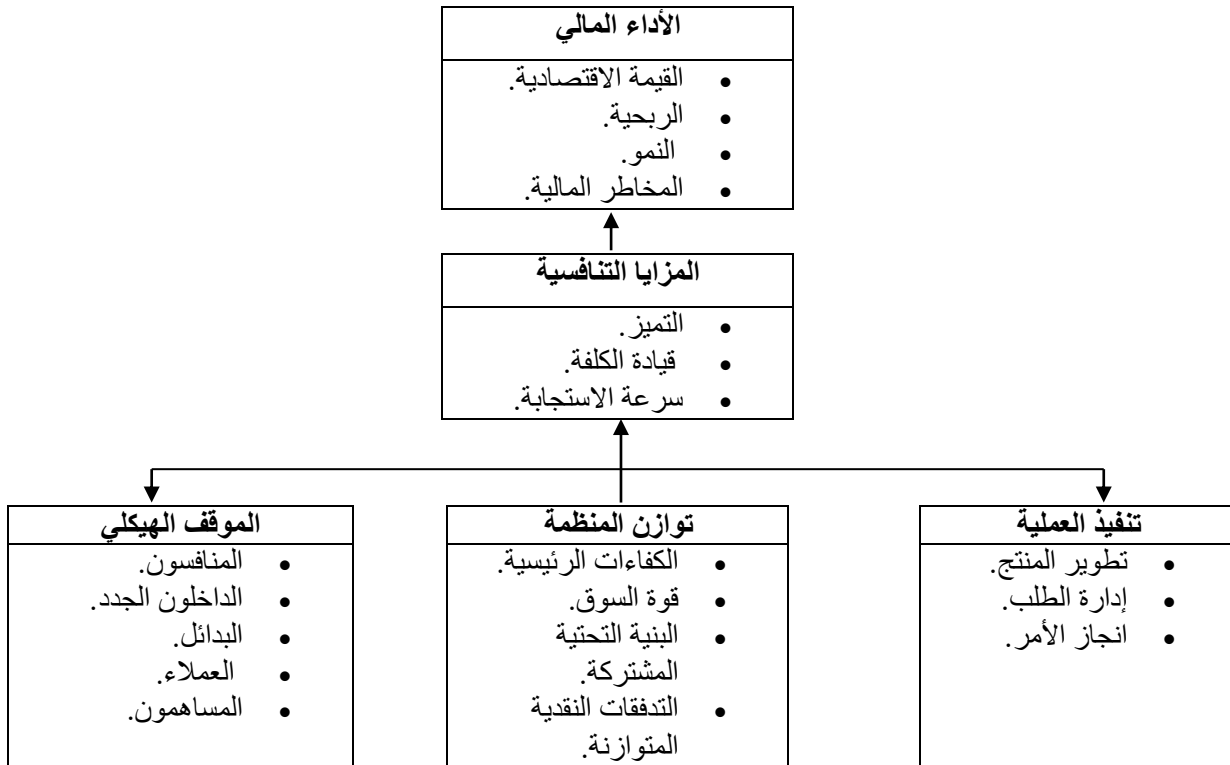 الأداء المالي
القيمة الاقتصادية.
الربحية.
النمو.
المخاطر المالية.
المزايا التنافسية
التميز.
قيادة الكلفة.
سرعة الاستجابة.
تنفيذ العملية
تطوير المنتج.
إدارة الطلب.
انجاز الأمر.
توازن المنظمة
الكفاءات الرئيسية.
قوة السوق.
البنية التحتية
المشتركة.
التدفقات النقدية
المتوازنة.
الموقف الهيكلي
المنافسون.
الداخلون الجدد.
البدائل.
العملاء.
المساهمون.